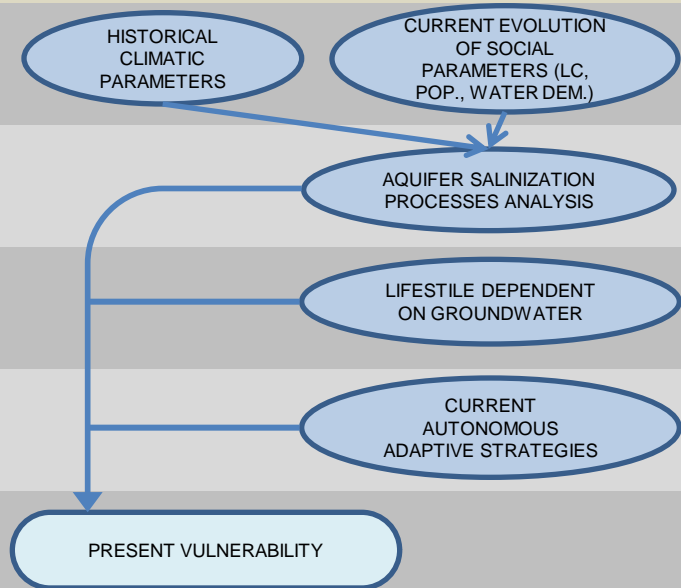 HISTORICAL
CLIMATIC
PARAMETERS
CURRENT EVOLUTION
OF SOCIAL
PARAMETERS (LC,
POP., WATER DEM.)
AQUIFER SALINIZATION
PROCESSES ANALYSIS
LIFESTILE DEPENDENT
ON GROUNDWATER
CURRENT
AUTONOMOUS
ADAPTIVE STRATEGIES
PRESENT VULNERABILITY